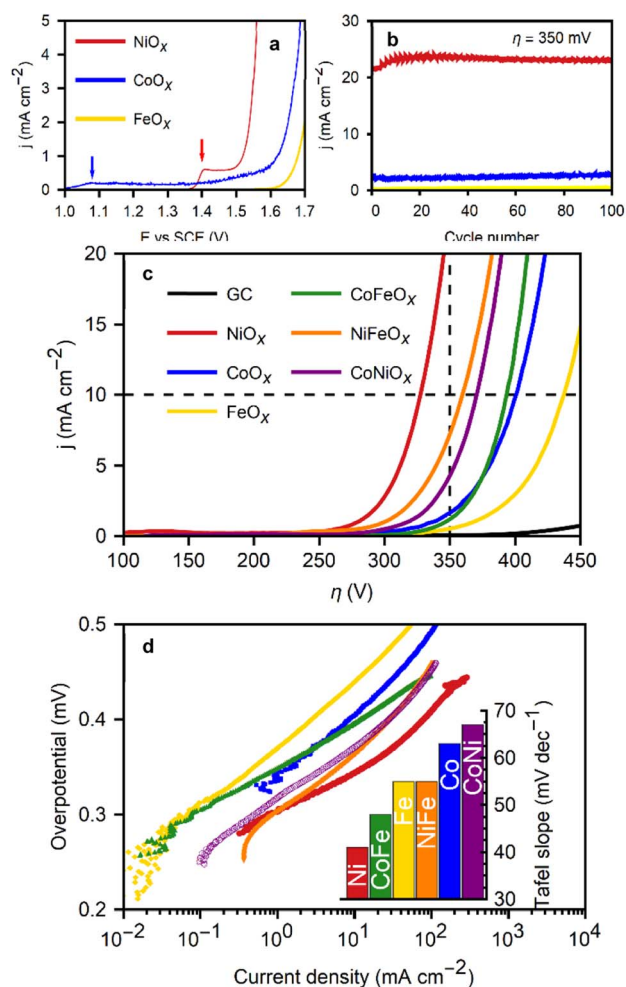 a
NiOx
CoOx
FeOx
j (mA cm−2)
5
4
3
2
1
0
1.0 1.1 1.2 1.3 1.4 1.5 1.6 1.7
E vs SCE (V)
b
η = 350 mV
j (mA cm−2)
30
20
10
0
0 20 40 60 80 100
Cycle number
c
GC
NiOx
CoOx
FeOx
CoFeOx
NiFeOx
CoNiOx
j (mA cm−2)
20
15
10
5
0
100 150 200 250 300 350 400 450
η (V)
d
Overpotential (mV)
0.5
0.4
0.3
0.2
10−2 10−1 100 101 102 103 104
Current density (mA cm−2)
Ni
CoFe
Fe
NiFe
Co
CoNi
70
60
50
40
30
Tafel slope (mV dec−1)